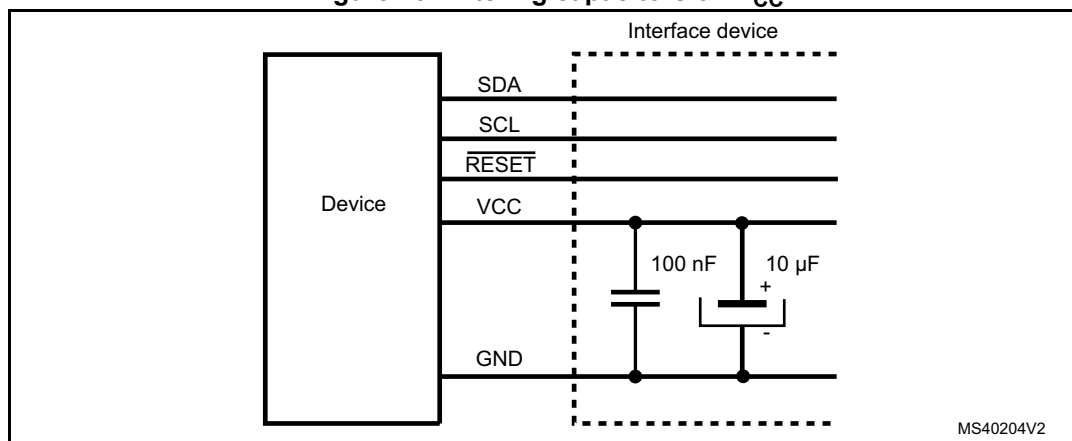 Interface device
SDA
SCL
RESET
Device
VCC
100 nF
10 µF
+
-
GND
MS40204V2